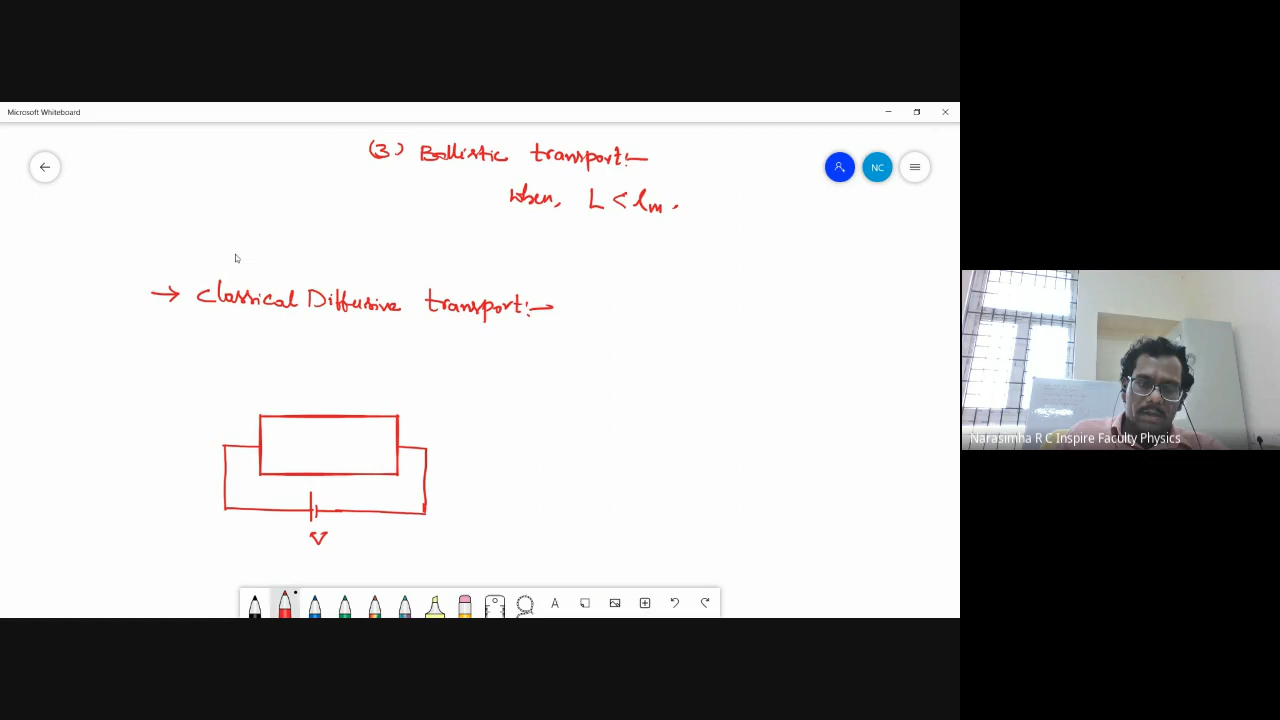 Microsoft Whiteboard
(3) Ballistic transport:—
NC
when, L < lm.
→ Classical Diffusive transport:→
V
A
Narasimha R C Inspire Faculty Physics